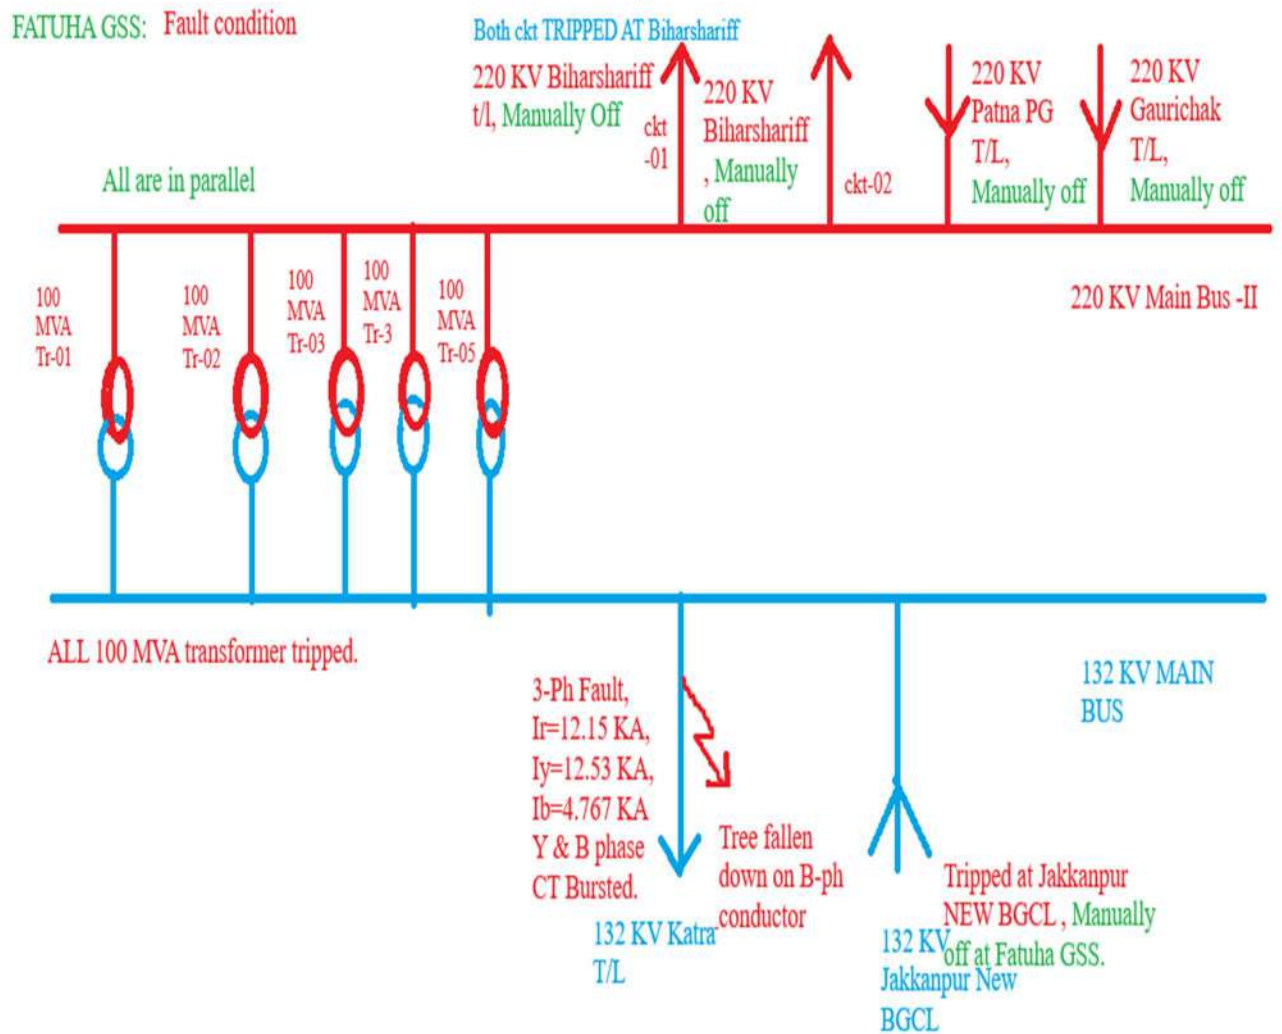 FATUHA GSS: Fault condition
Both ckt TRIPPED AT Biharshariff
220 KV Biharshariff
t/l, Manually Off
ckt
-01
220 KV
Biharshariff
, Manually
off
ckt-02
220 KV
Patna PG
T/L,
Manually off
220 KV
Gaurichak
T/L,
Manually off
All are in parallel
220 KV Main Bus -II
100
MVA
Tr-01
100
MVA
Tr-02
100
MVA
Tr-03
100
MVA
Tr-3
100
MVA
Tr-05
ALL 100 MVA transformer tripped.
132 KV MAIN
BUS
3-Ph Fault,
Ir=12.15 KA,
Iy=12.53 KA,
Ib=4.767 KA
Y & B phase
CT Bursted.
Tree fallen
down on B-ph
conductor
132 KV Katra
T/L
Tripped at Jakkanpur
NEW BGCL , Manually
off at Fatuha GSS.
132 KV
Jakkanpur New
BGCL